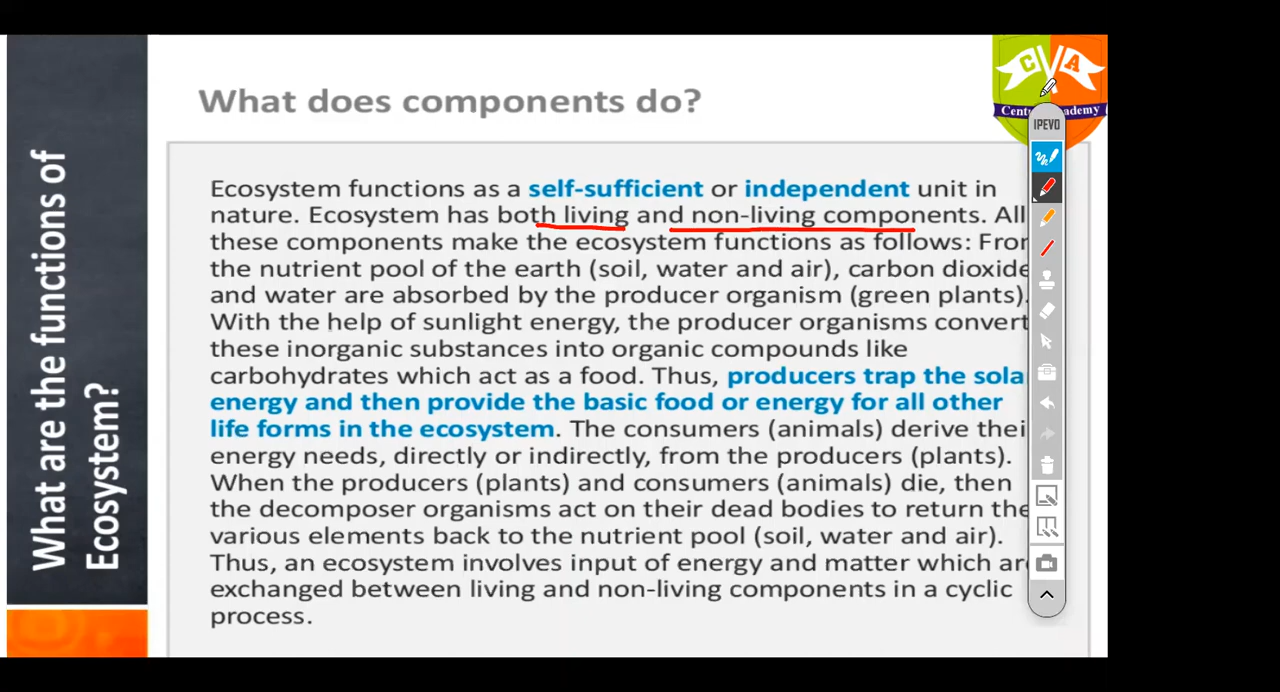 What are the functions of
Ecosystem?
What does components do?
Ecosystem functions as a self-sufficient or independent unit in
nature. Ecosystem has both living and non-living components. All
these components make the ecosystem functions as follows: From
the nutrient pool of the earth (soil, water and air), carbon dioxide
and water are absorbed by the producer organism (green plants).
With the help of sunlight energy, the producer organisms convert
these inorganic substances into organic compounds like
carbohydrates which act as a food. Thus, producers trap the sola
energy and then provide the basic food or energy for all other
life forms in the ecosystem. The consumers (animals) derive thei
energy needs, directly or indirectly, from the producers (plants).
When the producers (plants) and consumers (animals) die, then
the decomposer organisms act on their dead bodies to return the
various elements back to the nutrient pool (soil, water and air).
Thus, an ecosystem involves input of energy and matter which are
exchanged between living and non-living components in a cyclic
process.
C A
IPEVO